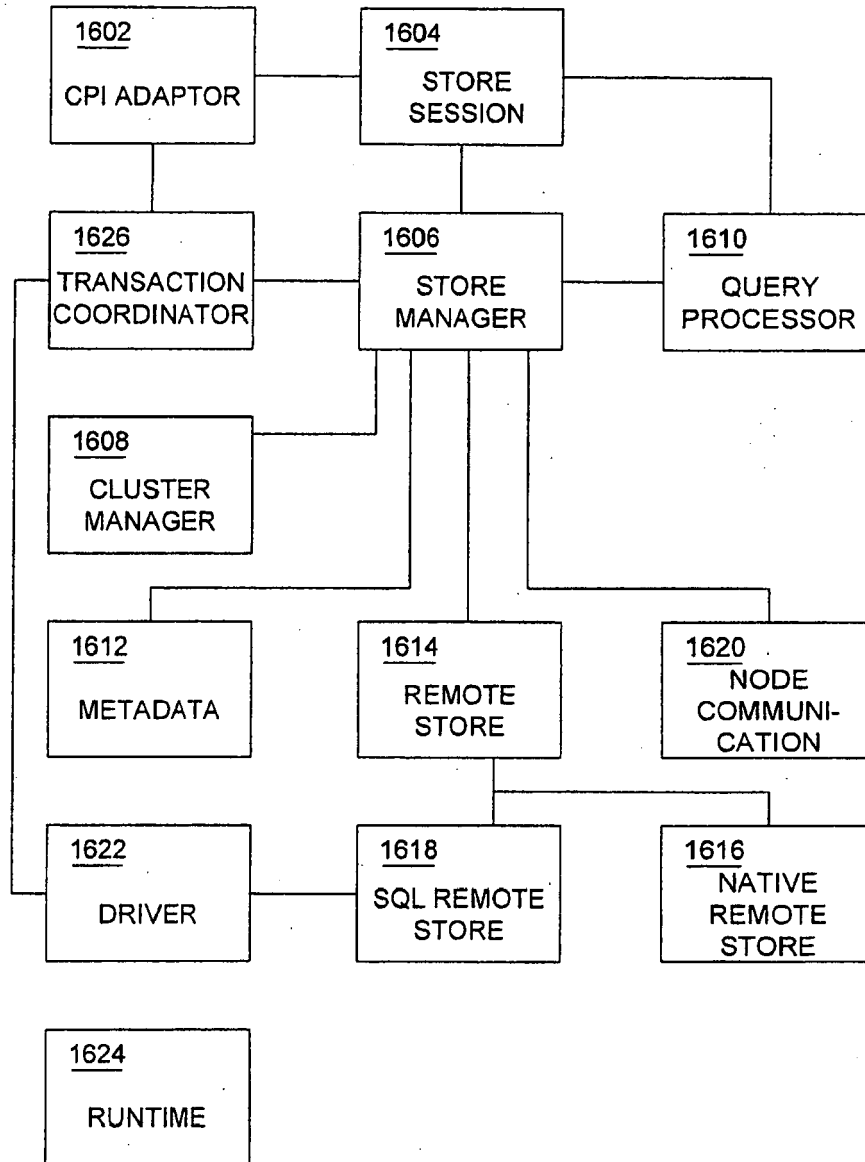 1602
CPI ADAPTOR
1604
STORE
SESSION
1626
TRANSACTION
COORDINATOR
1606
STORE
MANAGER
1610
QUERY
PROCESSOR
1608
CLUSTER
MANAGER
1612
METADATA
1614
REMOTE
STORE
1620
NODE
COMMUNI-
CATION
1622
DRIVER
1618
SQL REMOTE
STORE
1616
NATIVE
REMOTE
STORE
1624
RUNTIME